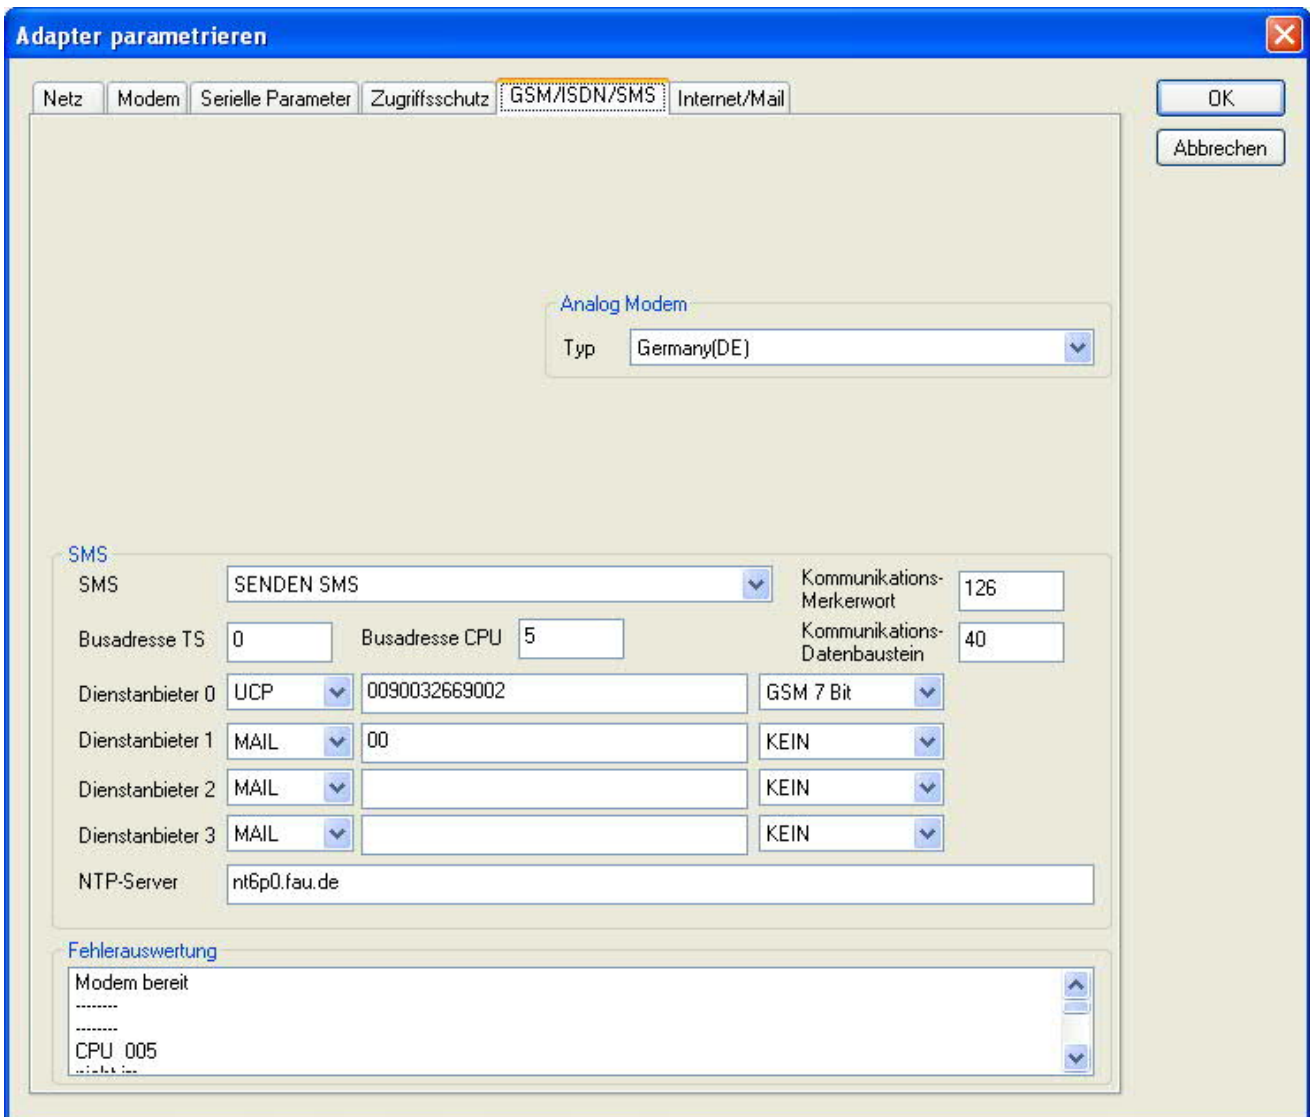 Adapter parametrieren
Netz Modem Serielle Parameter Zugriffsschutz GSM/ISDN/SMS Internet/Mail
OK
Abbrechen
Analog Modem
Typ Germany(DE)
SMS
SMS SENDEN SMS Kommunikations-Merkerwort 126
Busadresse TS 0 Busadresse CPU 5 Kommunikations-Datenbaustein 40
Dienstanbieter 0 UCP 0090032669002 GSM 7 Bit
Dienstanbieter 1 MAIL 00 KEIN
Dienstanbieter 2 MAIL KEIN
Dienstanbieter 3 MAIL KEIN
NTP-Server nt6p0.fau.de
Fehlerauswertung
Modem bereit
--------
--------
CPU 005